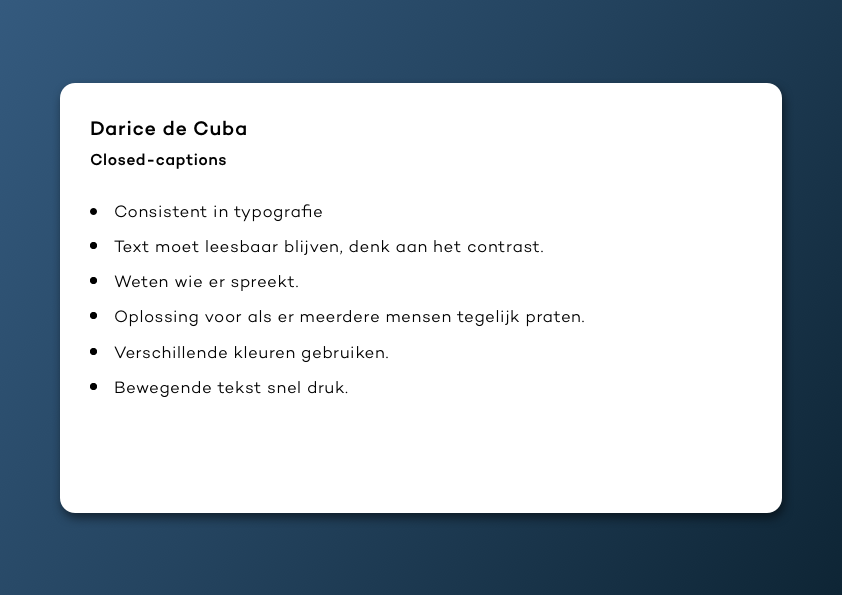 Darice de Cuba
Closed-captions
Consistent in typografie
Text moet leesbaar blijven, denk aan het contrast.
Weten wie er spreekt.
Oplossing voor als er meerdere mensen tegelijk praten.
Verschillende kleuren gebruiken.
Bewegende tekst snel druk.